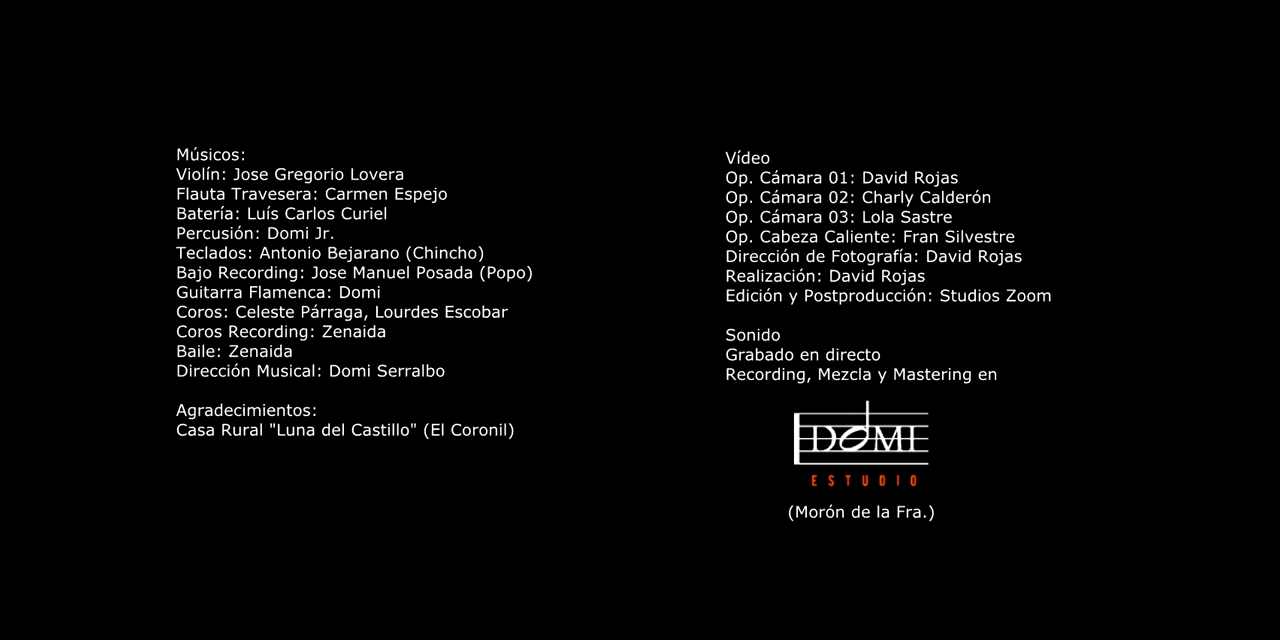 Músicos:
Violín: Jose Gregorio Lovera
Flauta Travesera: Carmen Espejo
Batería: Luís Carlos Curiel
Percusión: Domi Jr.
Teclados: Antonio Bejarano (Chincho)
Bajo Recording: Jose Manuel Posada (Popo)
Guitarra Flamenca: Domi
Coros: Celeste Párraga, Lourdes Escobar
Coros Recording: Zenaida
Baile: Zenaida
Dirección Musical: Domi Serralbo
Agradecimientos:
Casa Rural "Luna del Castillo" (El Coronil)
Vídeo
Op. Cámara 01: David Rojas
Op. Cámara 02: Charly Calderón
Op. Cámara 03: Lola Sastre
Op. Cabeza Caliente: Fran Silvestre
Dirección de Fotografía: David Rojas
Realización: David Rojas
Edición y Postproducción: Studios Zoom
Sonido
Grabado en directo
Recording, Mezcla y Mastering en
DOMI
ESTUDIO
(Morón de la Fra.)